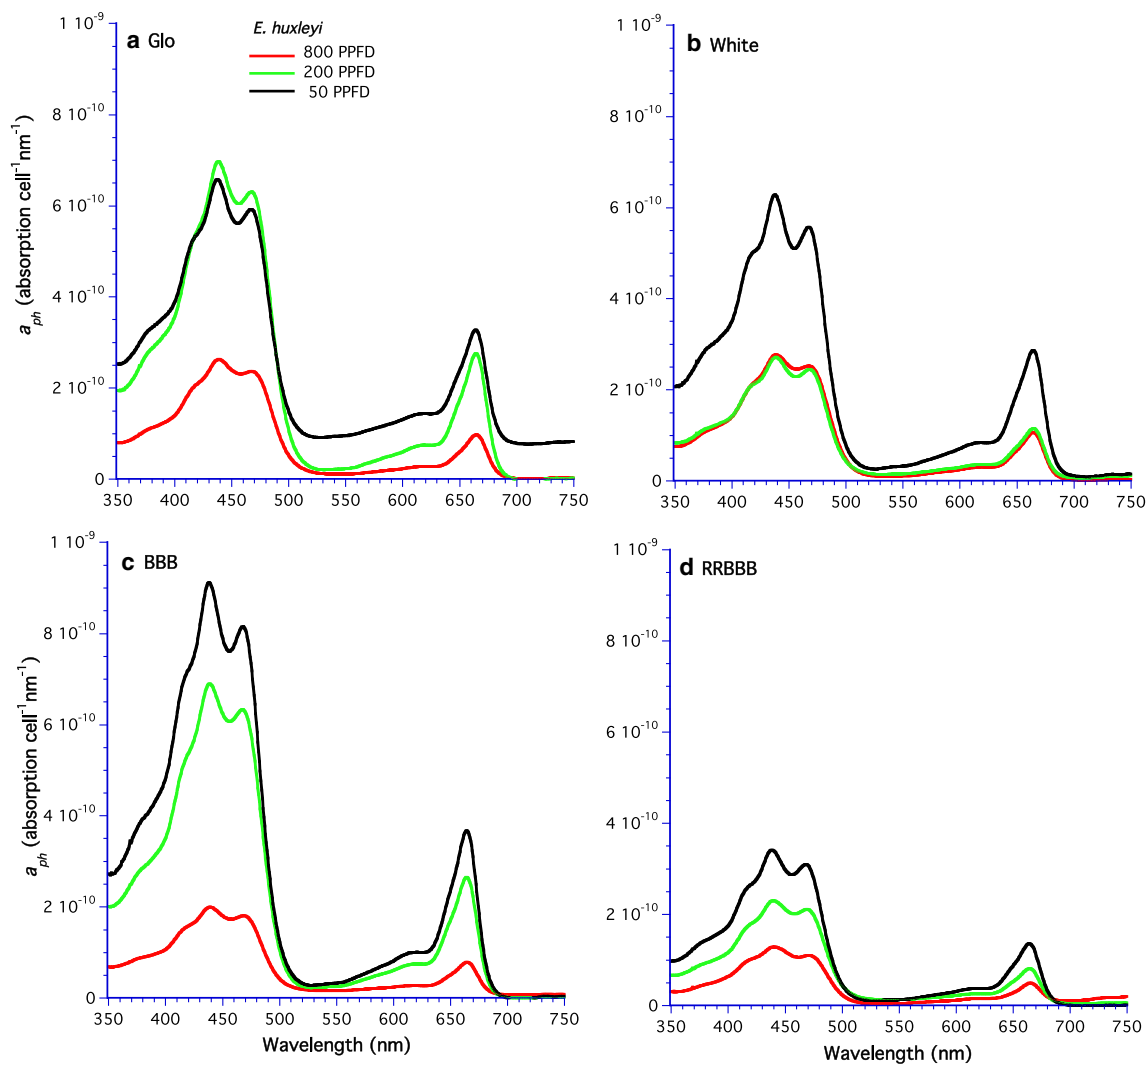 a Glo
E. huxleyi
800 PPFD
200 PPFD
50 PPFD
1 10⁻⁹
8 10⁻¹⁰
6 10⁻¹⁰
4 10⁻¹⁰
2 10⁻¹⁰
0
a_ph (absorption cell⁻¹nm⁻¹)
350 400 450 500 550 600 650 700 750
b White
1 10⁻⁹
8 10⁻¹⁰
6 10⁻¹⁰
4 10⁻¹⁰
2 10⁻¹⁰
0
350 400 450 500 550 600 650 700 750
c BBB
1 10⁻⁹
8 10⁻¹⁰
6 10⁻¹⁰
4 10⁻¹⁰
2 10⁻¹⁰
0
a_ph (absorption cell⁻¹nm⁻¹)
350 400 450 500 550 600 650 700 750
Wavelength (nm)
d RRBBB
1 10⁻⁹
8 10⁻¹⁰
6 10⁻¹⁰
4 10⁻¹⁰
2 10⁻¹⁰
0
350 400 450 500 550 600 650 700 750
Wavelength (nm)